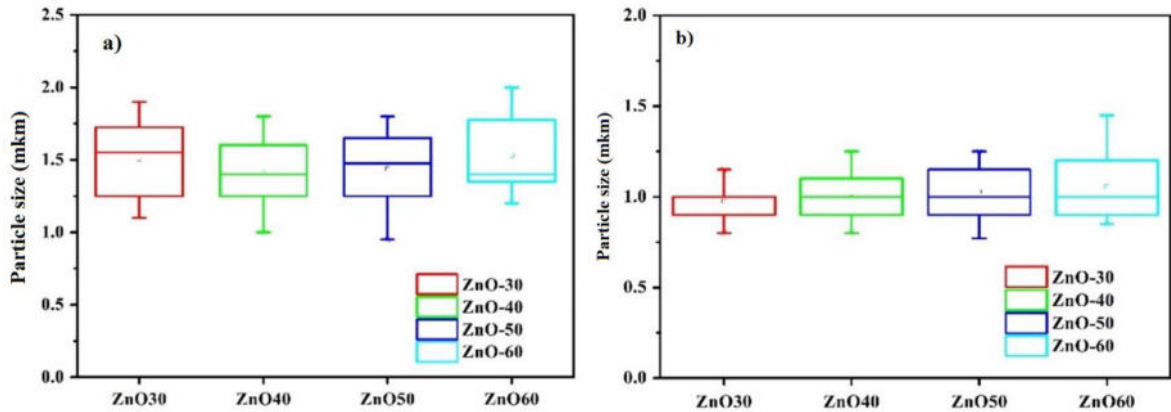 a)
Particle size (mkm)
2.5
2.0
1.5
1.0
0.5
0.0
ZnO-30
ZnO-40
ZnO-50
ZnO-60
ZnO30 ZnO40 ZnO50 ZnO60
b)
Particle size (mkm)
2.0
1.5
1.0
0.5
0.0
ZnO-30
ZnO-40
ZnO-50
ZnO-60
ZnO30 ZnO40 ZnO50 ZnO60